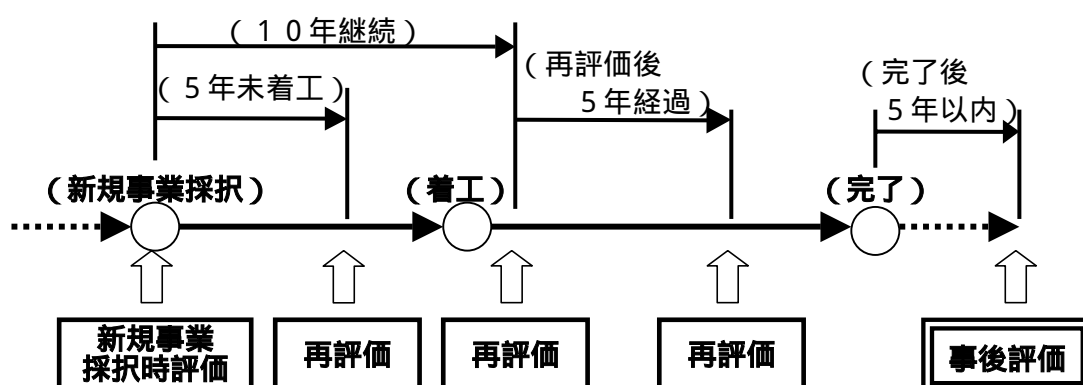 （１０年継続）
（５年未着工）
（再評価後
５年経過）
（完了後
５年以内）
（新規事業採択）
（着工）
（完了）
新規事業
採択時評価
再評価
再評価
再評価
事後評価